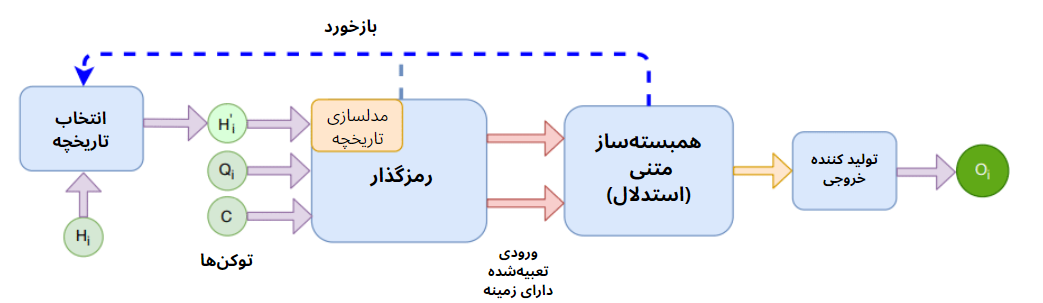 بازخورد
انتخاب
تاریخچه
H'i
مدلسازی
تاریخچه
Qi
رمزگذار
C
Hi
توکن‌ها
ورودی
تعبیه‌شده
دارای زمینه
همبسته‌ساز
متنی
(استدلال)
تولید کننده
خروجی
Oi